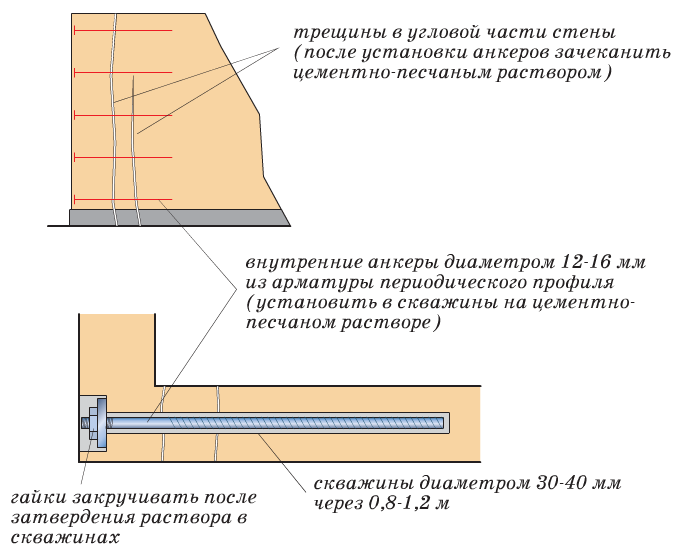 трещины в угловой части стены
(после установки анкеров зачеканить
цементно-песчаным раствором)
внутренние анкеры диаметром 12-16 мм
из арматуры периодического профиля
(установить в скважины на цементно-
песчаном растворе)
скважины диаметром 30-40 мм
через 0,8-1,2 м
гайки закручивать после
затвердения раствора в
скважинах